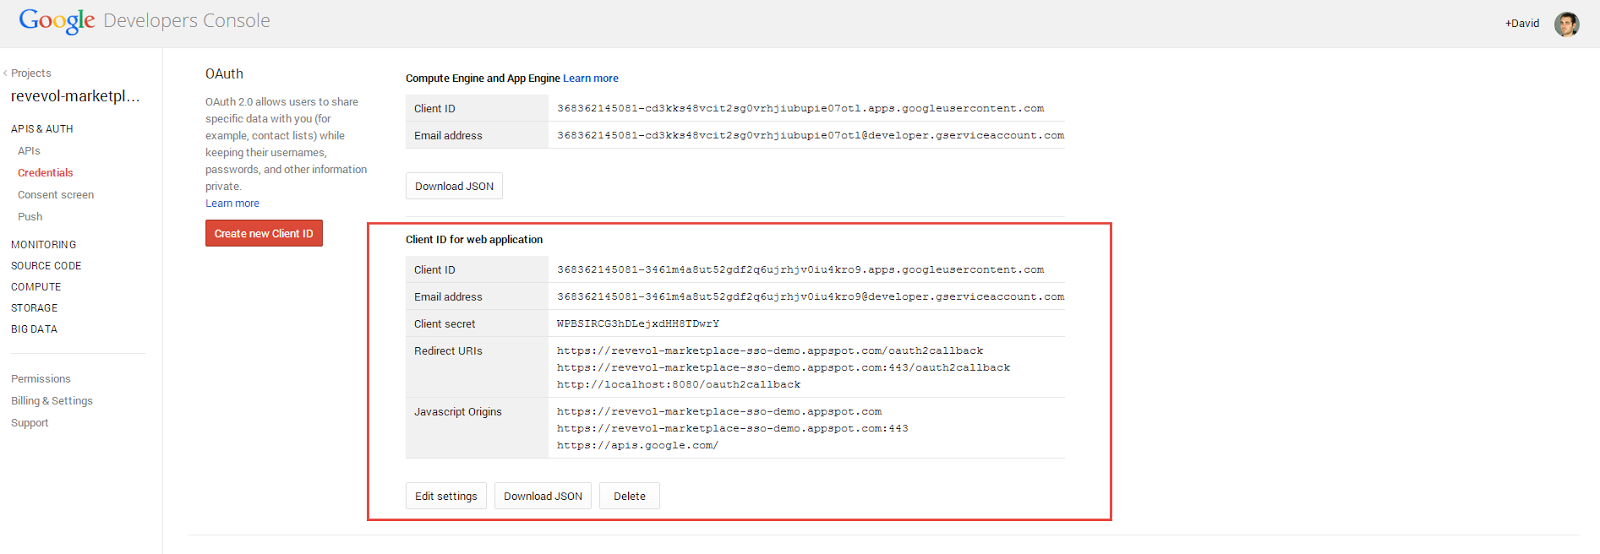 Google Developers Console
+David
Projects
revevol-marketpl...
APIS & AUTH
APIs
Credentials
Consent screen
Push
MONITORING
SOURCE CODE
COMPUTE
STORAGE
BIG DATA
Permissions
Billing & Settings
Support
OAuth
OAuth 2.0 allows users to share
specific data with you (for
example, contact lists) while
keeping their usernames,
passwords, and other information
private.
Learn more
Create new Client ID
Compute Engine and App Engine Learn more
Client ID 368362145081-cd3kks48vcit2sg0vrhjiubupie07otl.apps.googleusercontent.com
Email address 368362145081-cd3kks48vcit2sg0vrhjiubupie07otl@developer.gserviceaccount.com
Download JSON
Client ID for web application
Client ID 368362145081-346lm4a8ut52gdf2q6ujrhjv0iu4kro9.apps.googleusercontent.com
Email address 368362145081-346lm4a8ut52gdf2q6ujrhjv0iu4kro9@developer.gserviceaccount.com
Client secret WPBSIRCG3hDLejxdHH8TDwrY
Redirect URIs https://revevol-marketplace-sso-demo.appspot.com/oauth2callback
https://revevol-marketplace-sso-demo.appspot.com:443/oauth2callback
http://localhost:8080/oauth2callback
Javascript Origins https://revevol-marketplace-sso-demo.appspot.com
https://revevol-marketplace-sso-demo.appspot.com:443
https://apis.google.com/
Edit settings Download JSON Delete